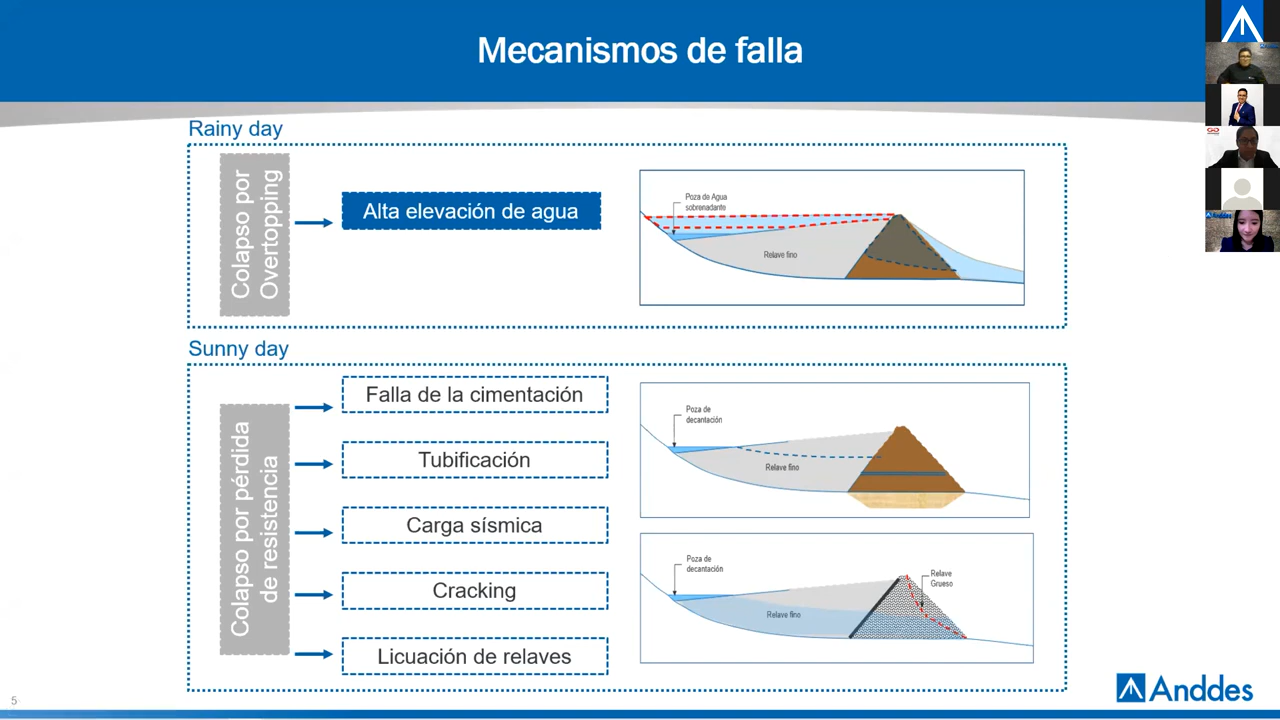 Mecanismos de falla
Rainy day
Colapso por
Overtopping
Alta elevación de agua
Poza de Agua
sobrenadante
Relave fino
Sunny day
Colapso por pérdida
de resistencia
Falla de la cimentación
Tubificación
Carga sísmica
Cracking
Licuación de relaves
Poza de
decantación
Relave fino
Poza de
decantación
Relave fino
Relave
Grueso
5
Anddes
Anddes